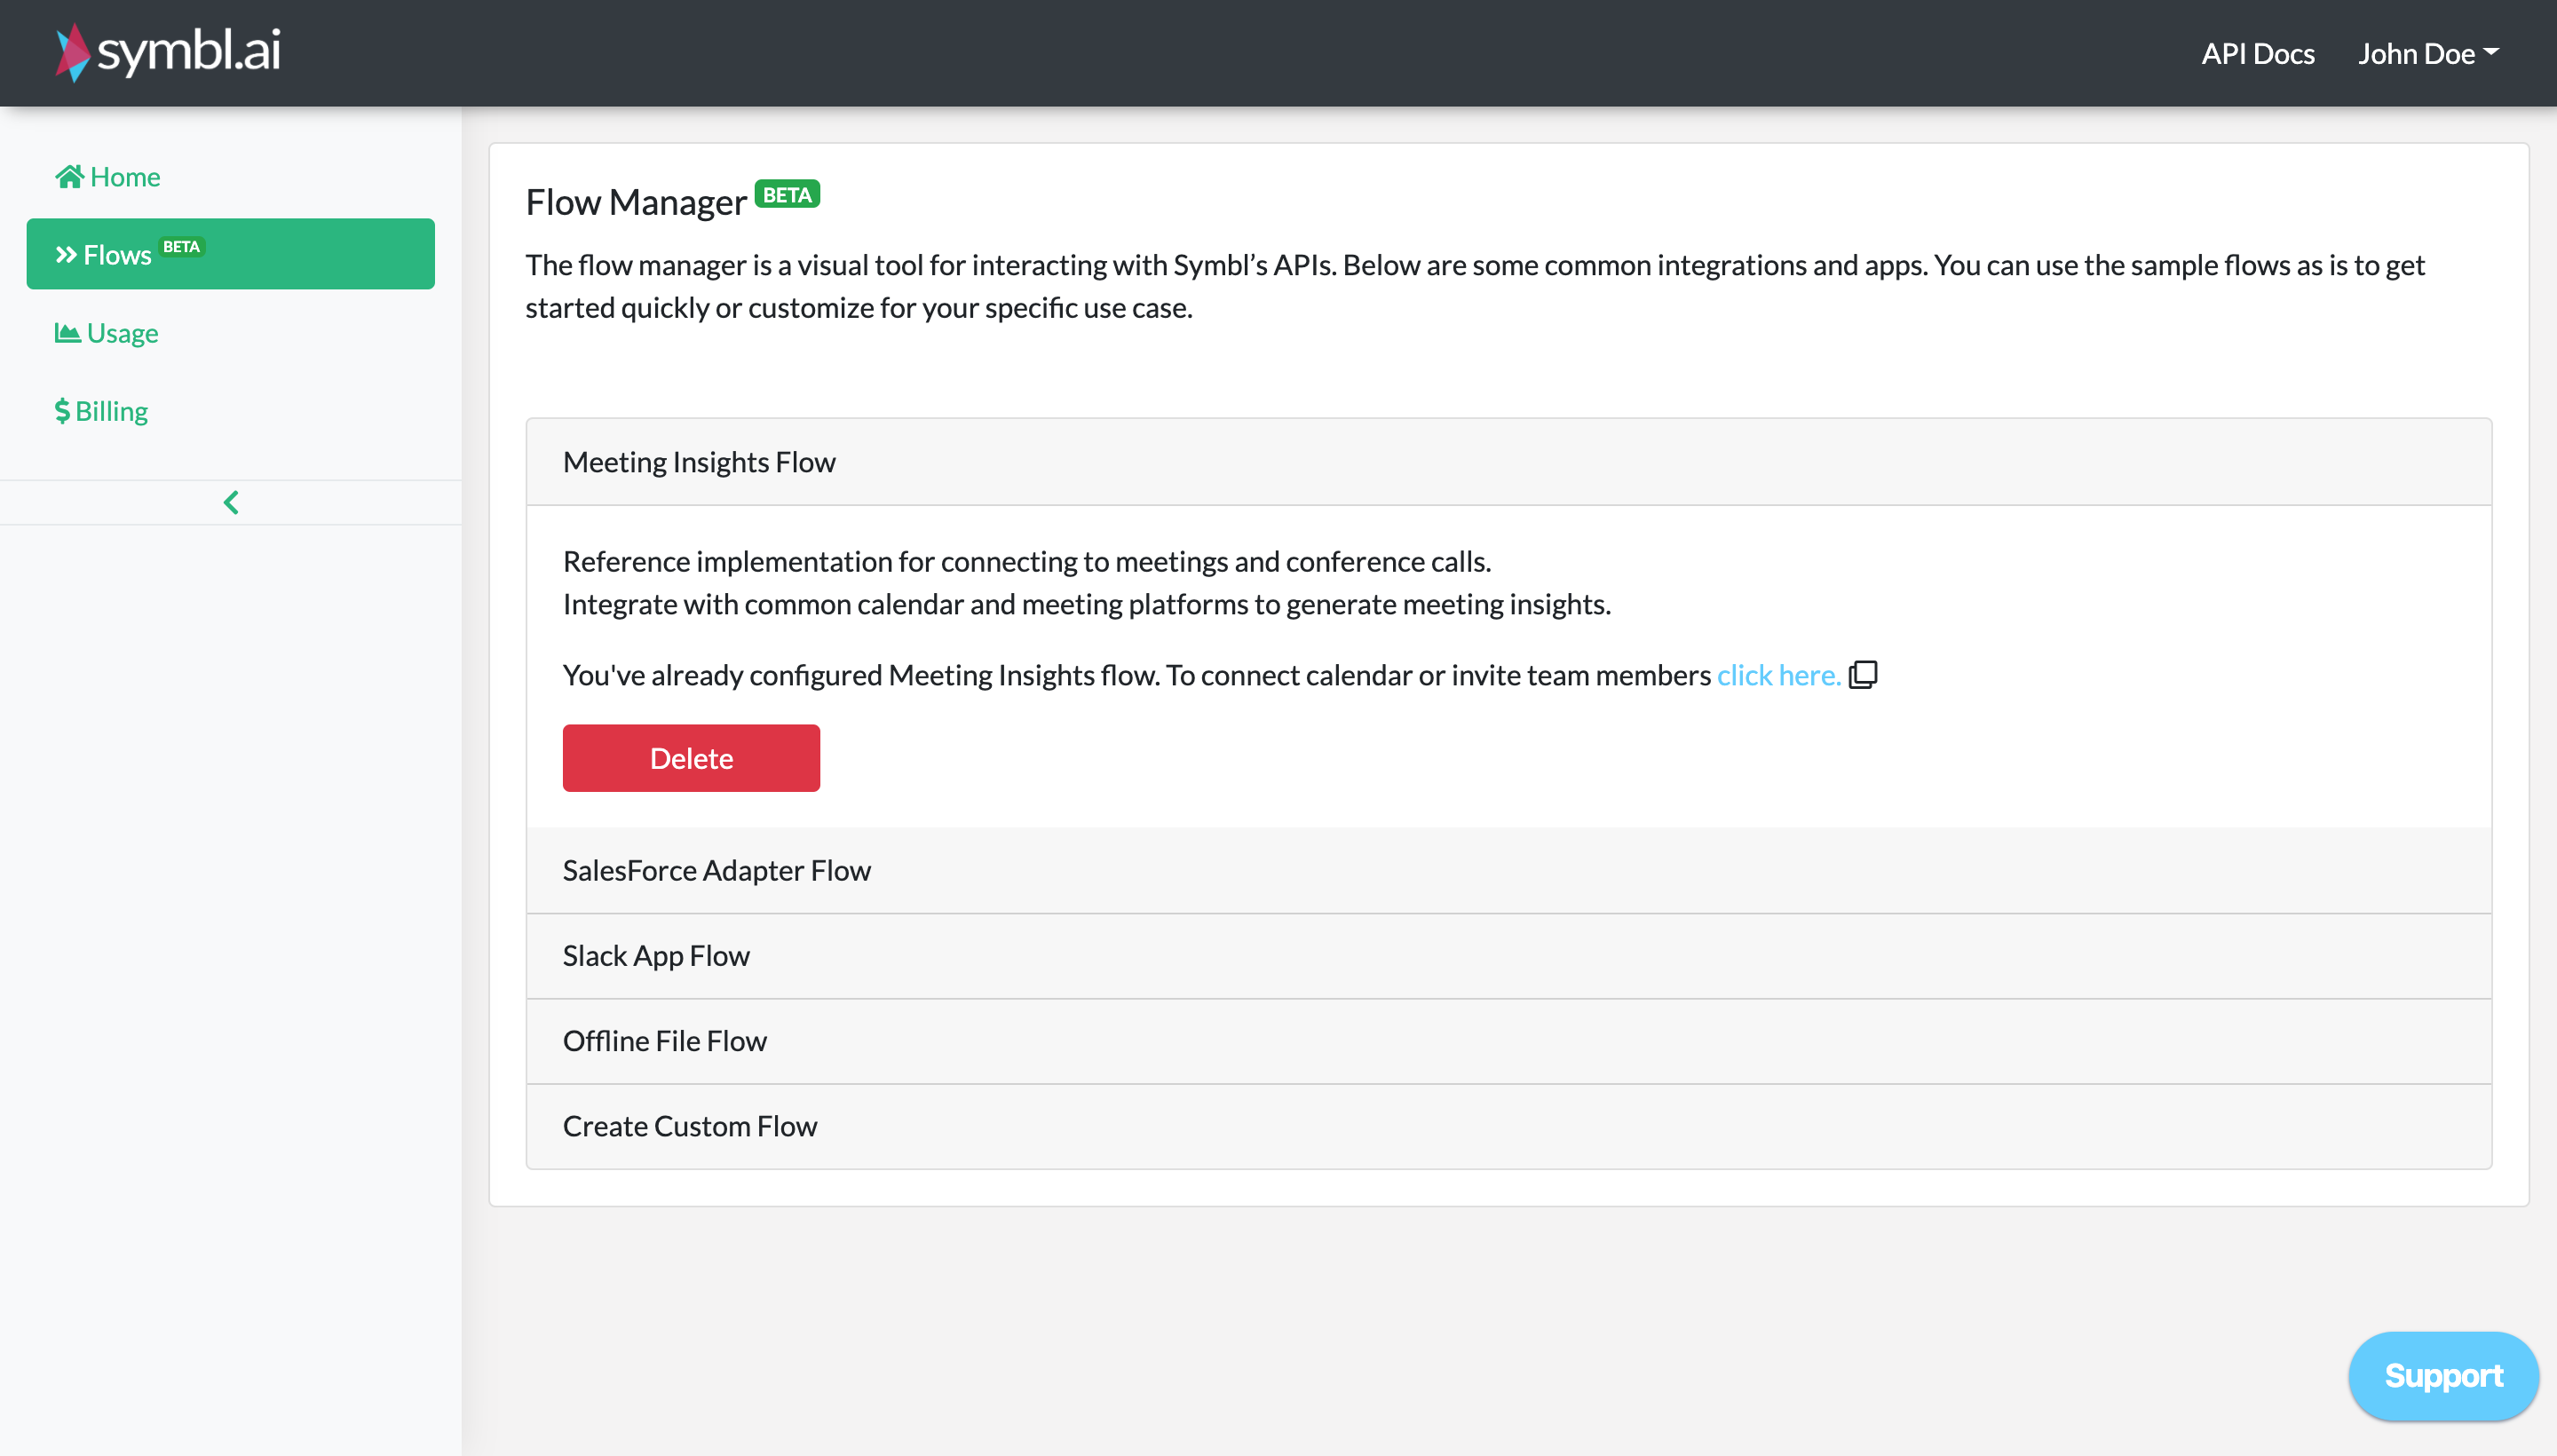 symbl.ai
API Docs
John Doe
Home
Flows BETA
Usage
Billing
Flow Manager BETA
The flow manager is a visual tool for interacting with Symbl’s APIs. Below are some common integrations and apps. You can use the sample flows as is to get
started quickly or customize for your specific use case.
Meeting Insights Flow
Reference implementation for connecting to meetings and conference calls.
Integrate with common calendar and meeting platforms to generate meeting insights.
You've already configured Meeting Insights flow. To connect calendar or invite team members click here.
Delete
SalesForce Adapter Flow
Slack App Flow
Offline File Flow
Create Custom Flow
Support